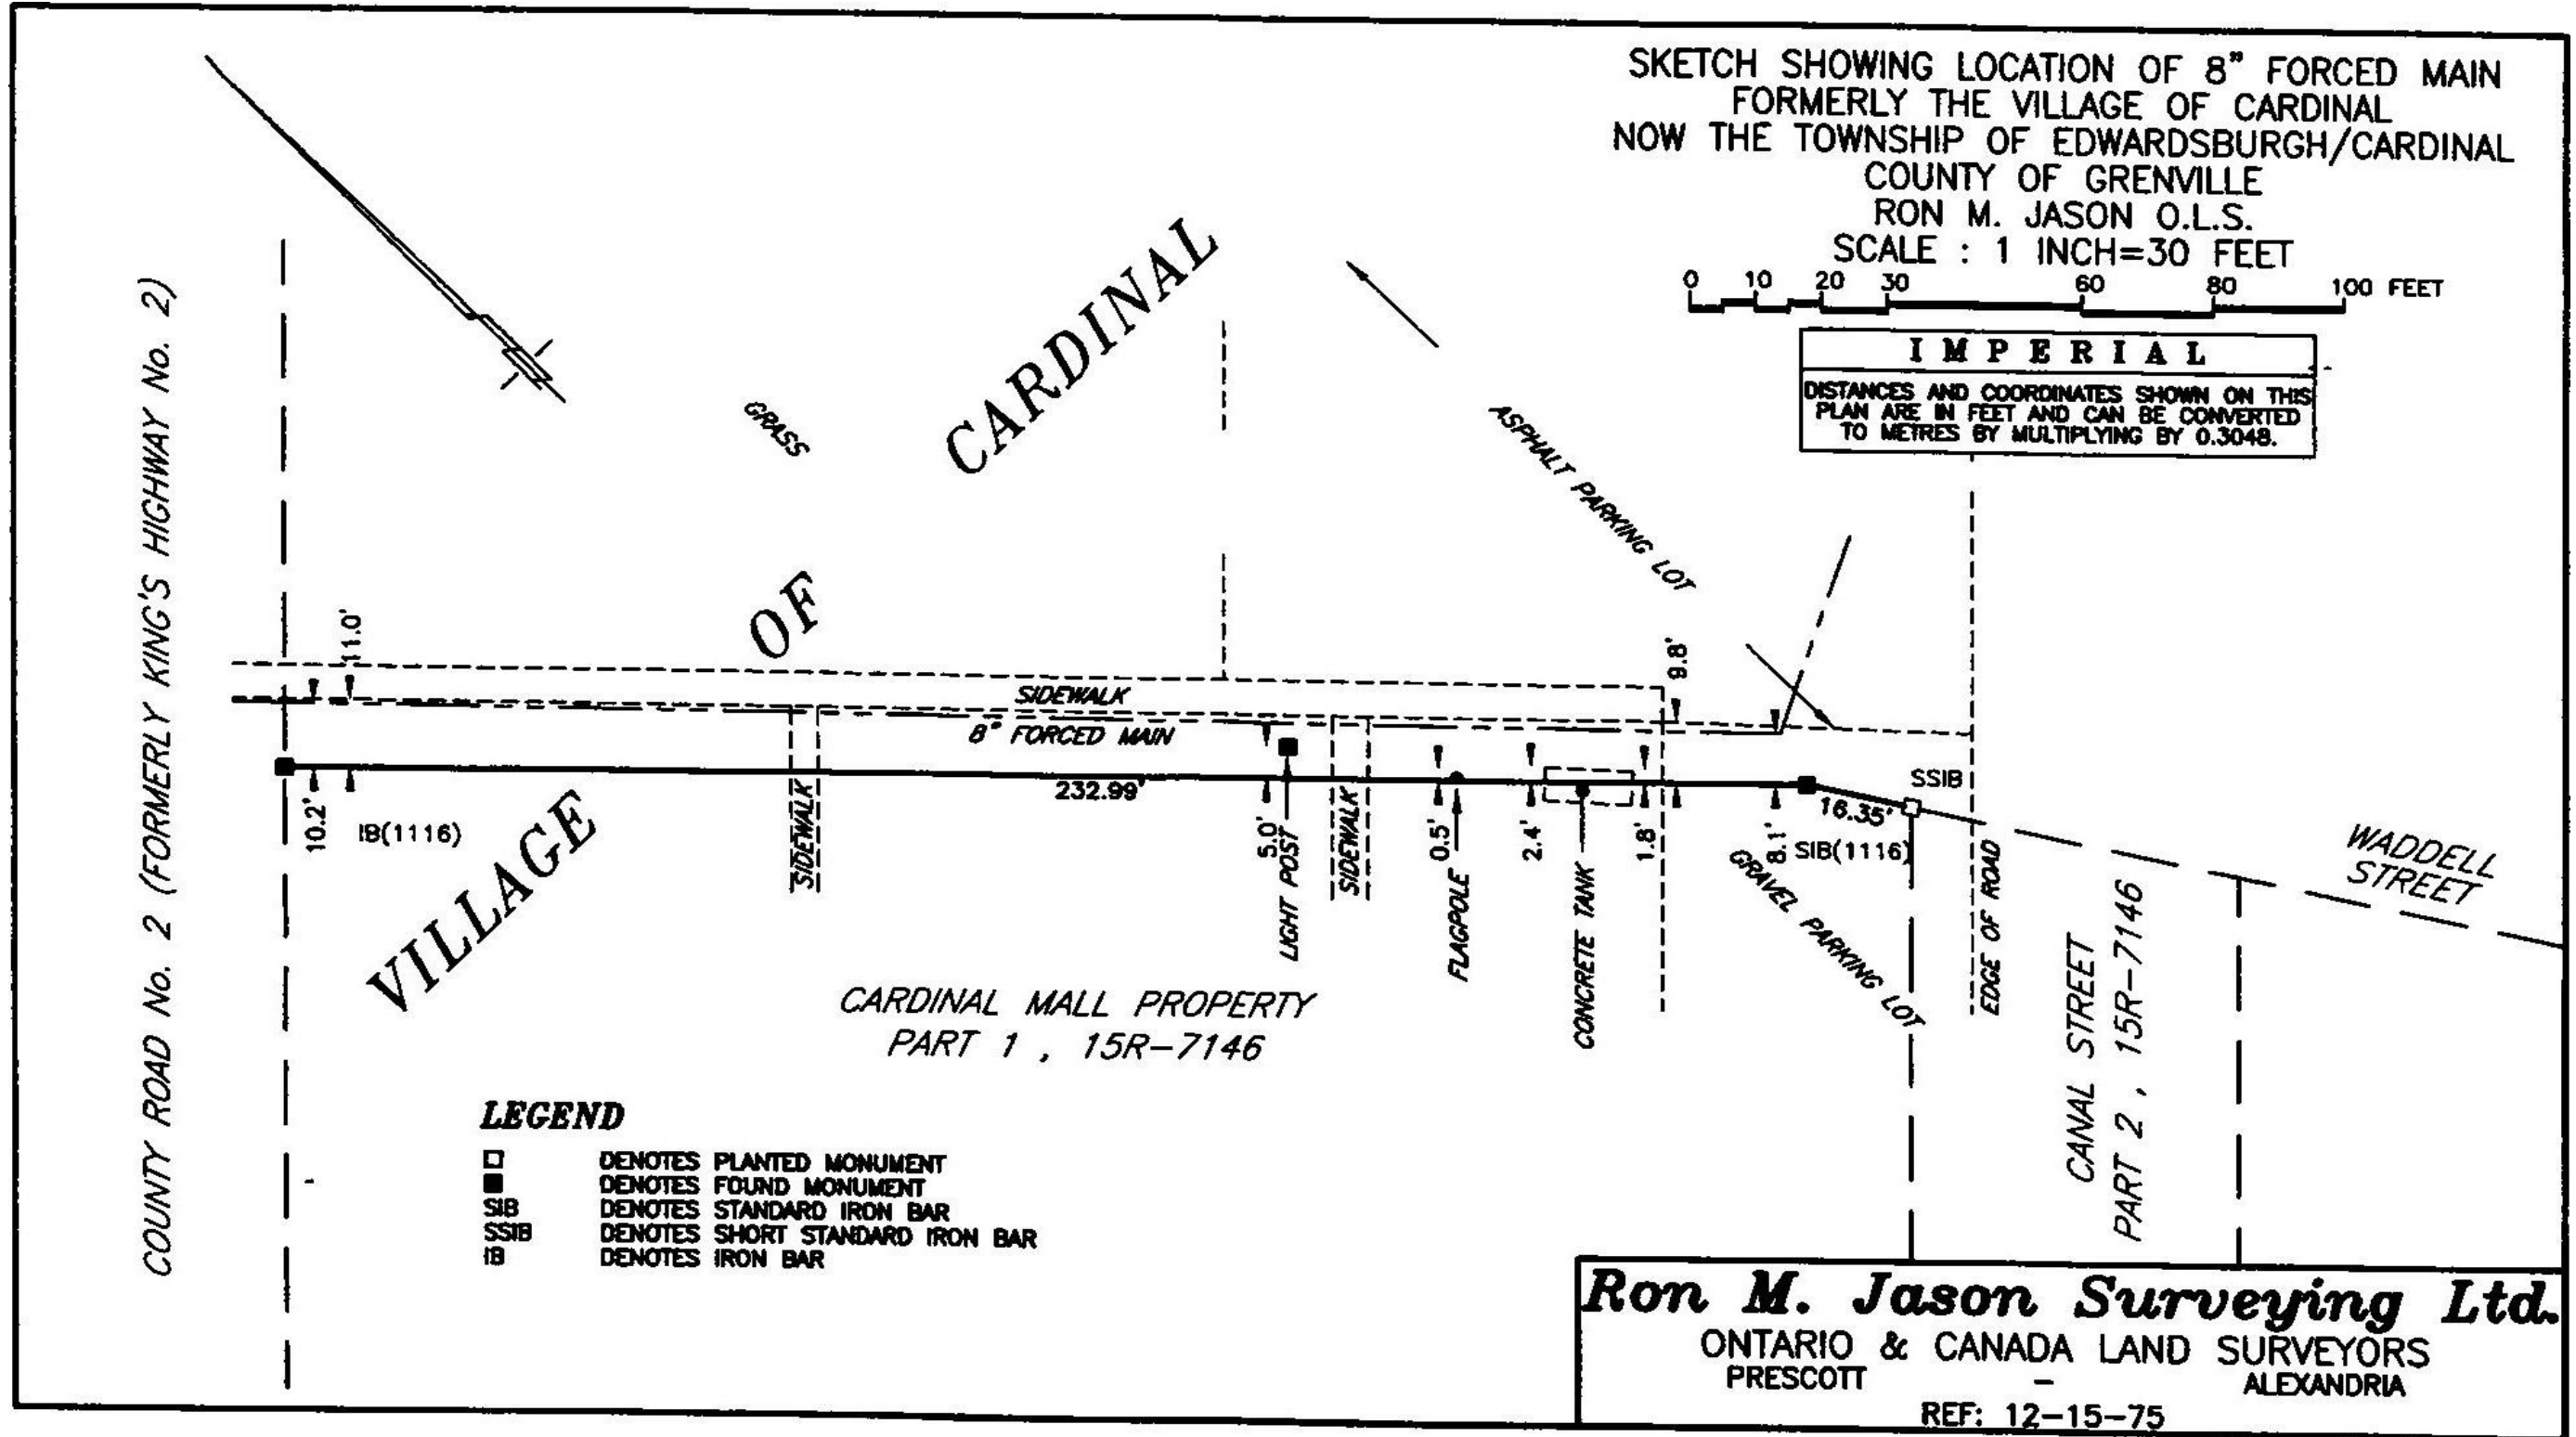 SKETCH SHOWING LOCATION OF 8" FORCED MAIN
FORMERLY THE VILLAGE OF CARDINAL
NOW THE TOWNSHIP OF EDWARDSBURGH/CARDINAL
COUNTY OF GRENVILLE
RON M. JASON O.L.S.
SCALE : 1 INCH=30 FEET
0 10 20 30 60 80 100 FEET
IMPERIAL
DISTANCES AND COORDINATES SHOWN ON THIS
PLAN ARE IN FEET AND CAN BE CONVERTED
TO METRES BY MULTIPLYING BY 0.3048.
COUNTY ROAD No. 2 (FORMERLY KING'S HIGHWAY No. 2)
VILLAGE
OF
CARDINAL
GRASS
ASPHALT PARKING LOT
11.0'
9.8'
SIDEWALK
8" FORCED MAIN
232.99'
10.2'
IB(1116)
SIDEWALK
5.0'
LIGHT POST
SIDEWALK
0.5'
FLAGPOLE
2.4'
CONCRETE TANK
1.8'
8.1'
SIB(1116)
16.35'
SSIB
GRAVEL PARKING LOT
EDGE OF ROAD
WADDELL
STREET
CANAL STREET
PART 2 , 15R-7146
CARDINAL MALL PROPERTY
PART 1 , 15R-7146
LEGEND
DENOTES PLANTED MONUMENT
DENOTES FOUND MONUMENT
SIB DENOTES STANDARD IRON BAR
SSIB DENOTES SHORT STANDARD IRON BAR
IB DENOTES IRON BAR
Ron M. Jason Surveying Ltd.
ONTARIO & CANADA LAND SURVEYORS
PRESCOTT - ALEXANDRIA
REF: 12-15-75